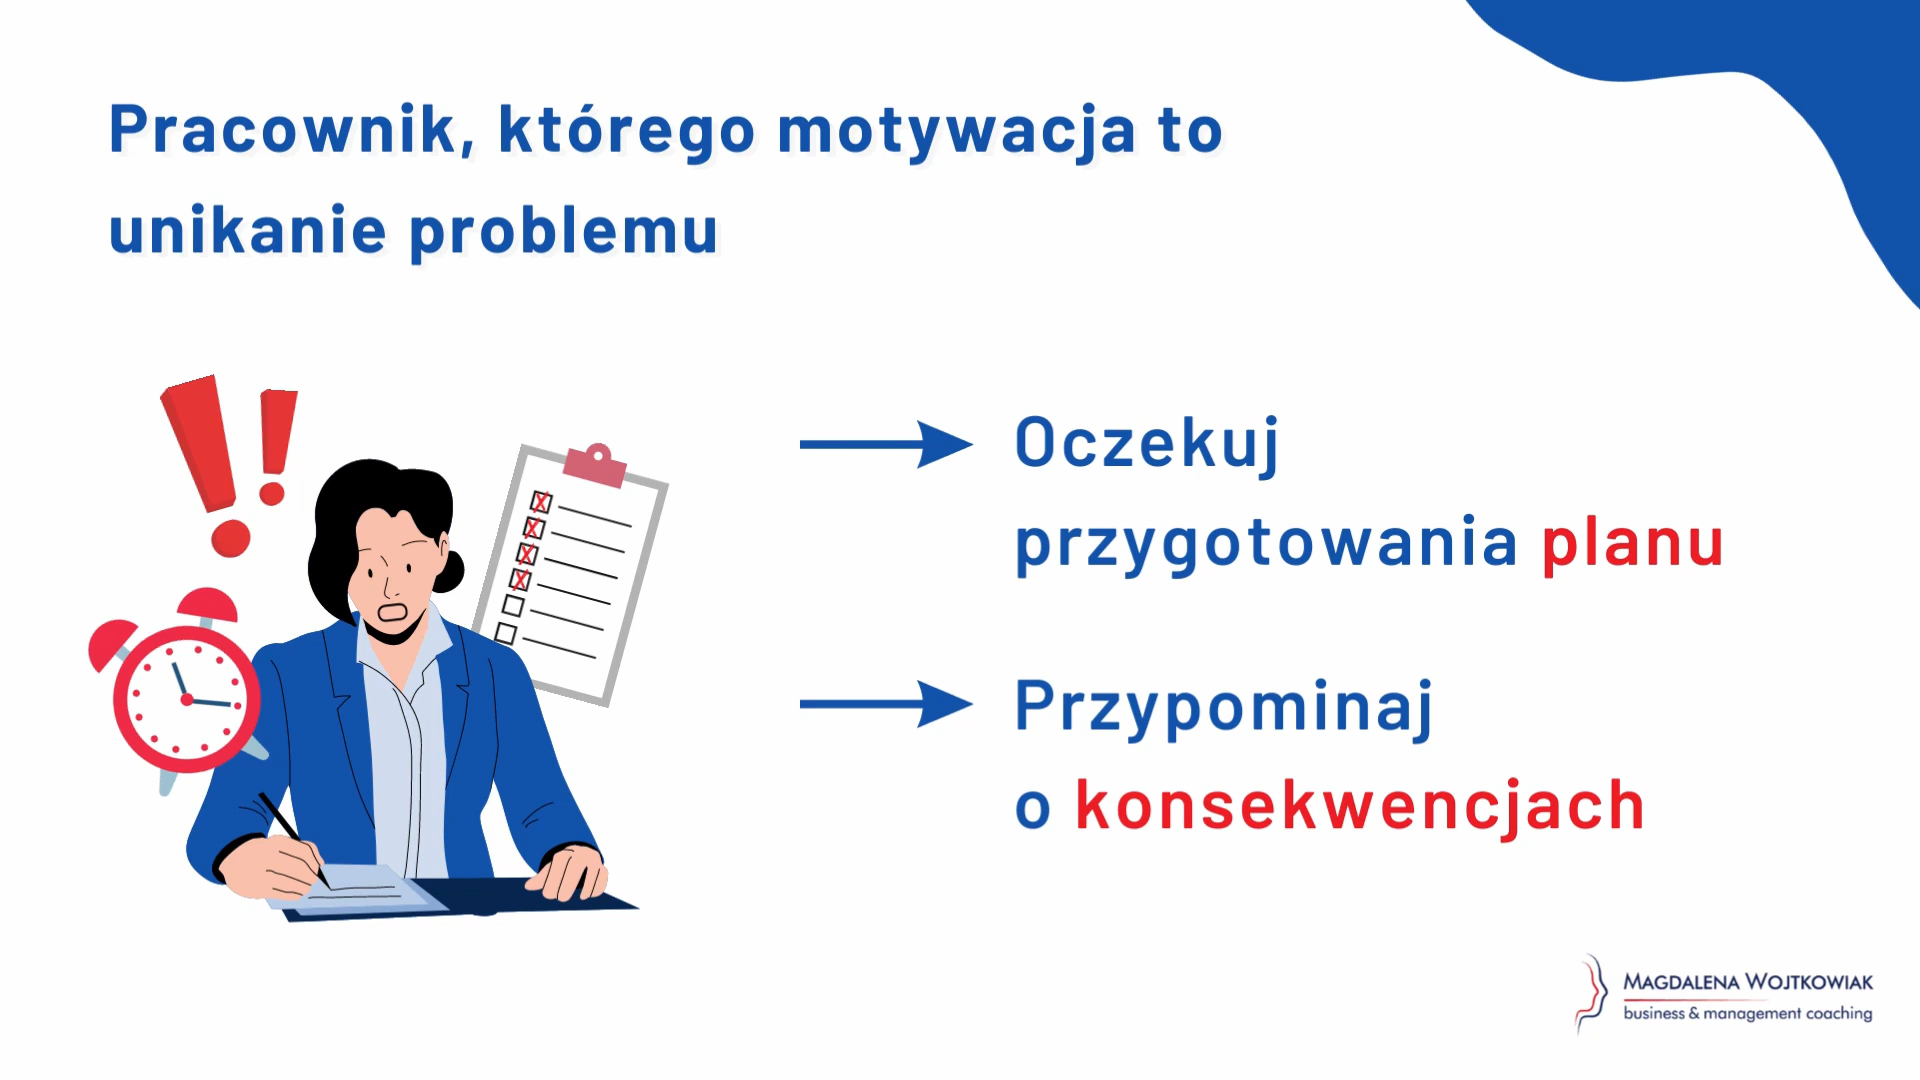 Pracownik, którego motywacja to
unikanie problemu
Oczekuj
przygotowania planu
Przypominaj
o konsekwencjach
MAGDALENA WOJTKOWIAK
business & management coaching